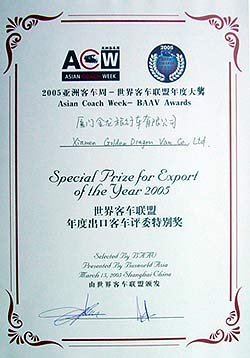 ACW
ASIAN COACH WEEK
2005
2005亚洲客车周－世界客车联盟年度大奖
Asian Coach Week- BAAV Awards
厦门金龙旅行车有限公司
Xiamen Golden Dragon Van Co., Ltd.
Special Prize for Export
of the Year 2005
世界客车联盟
年度出口客车评委特别奖
Selected By BAAV
Presented By Busworld Asia
March 15, 2005 Shanghai China
由世界客车联盟颁发